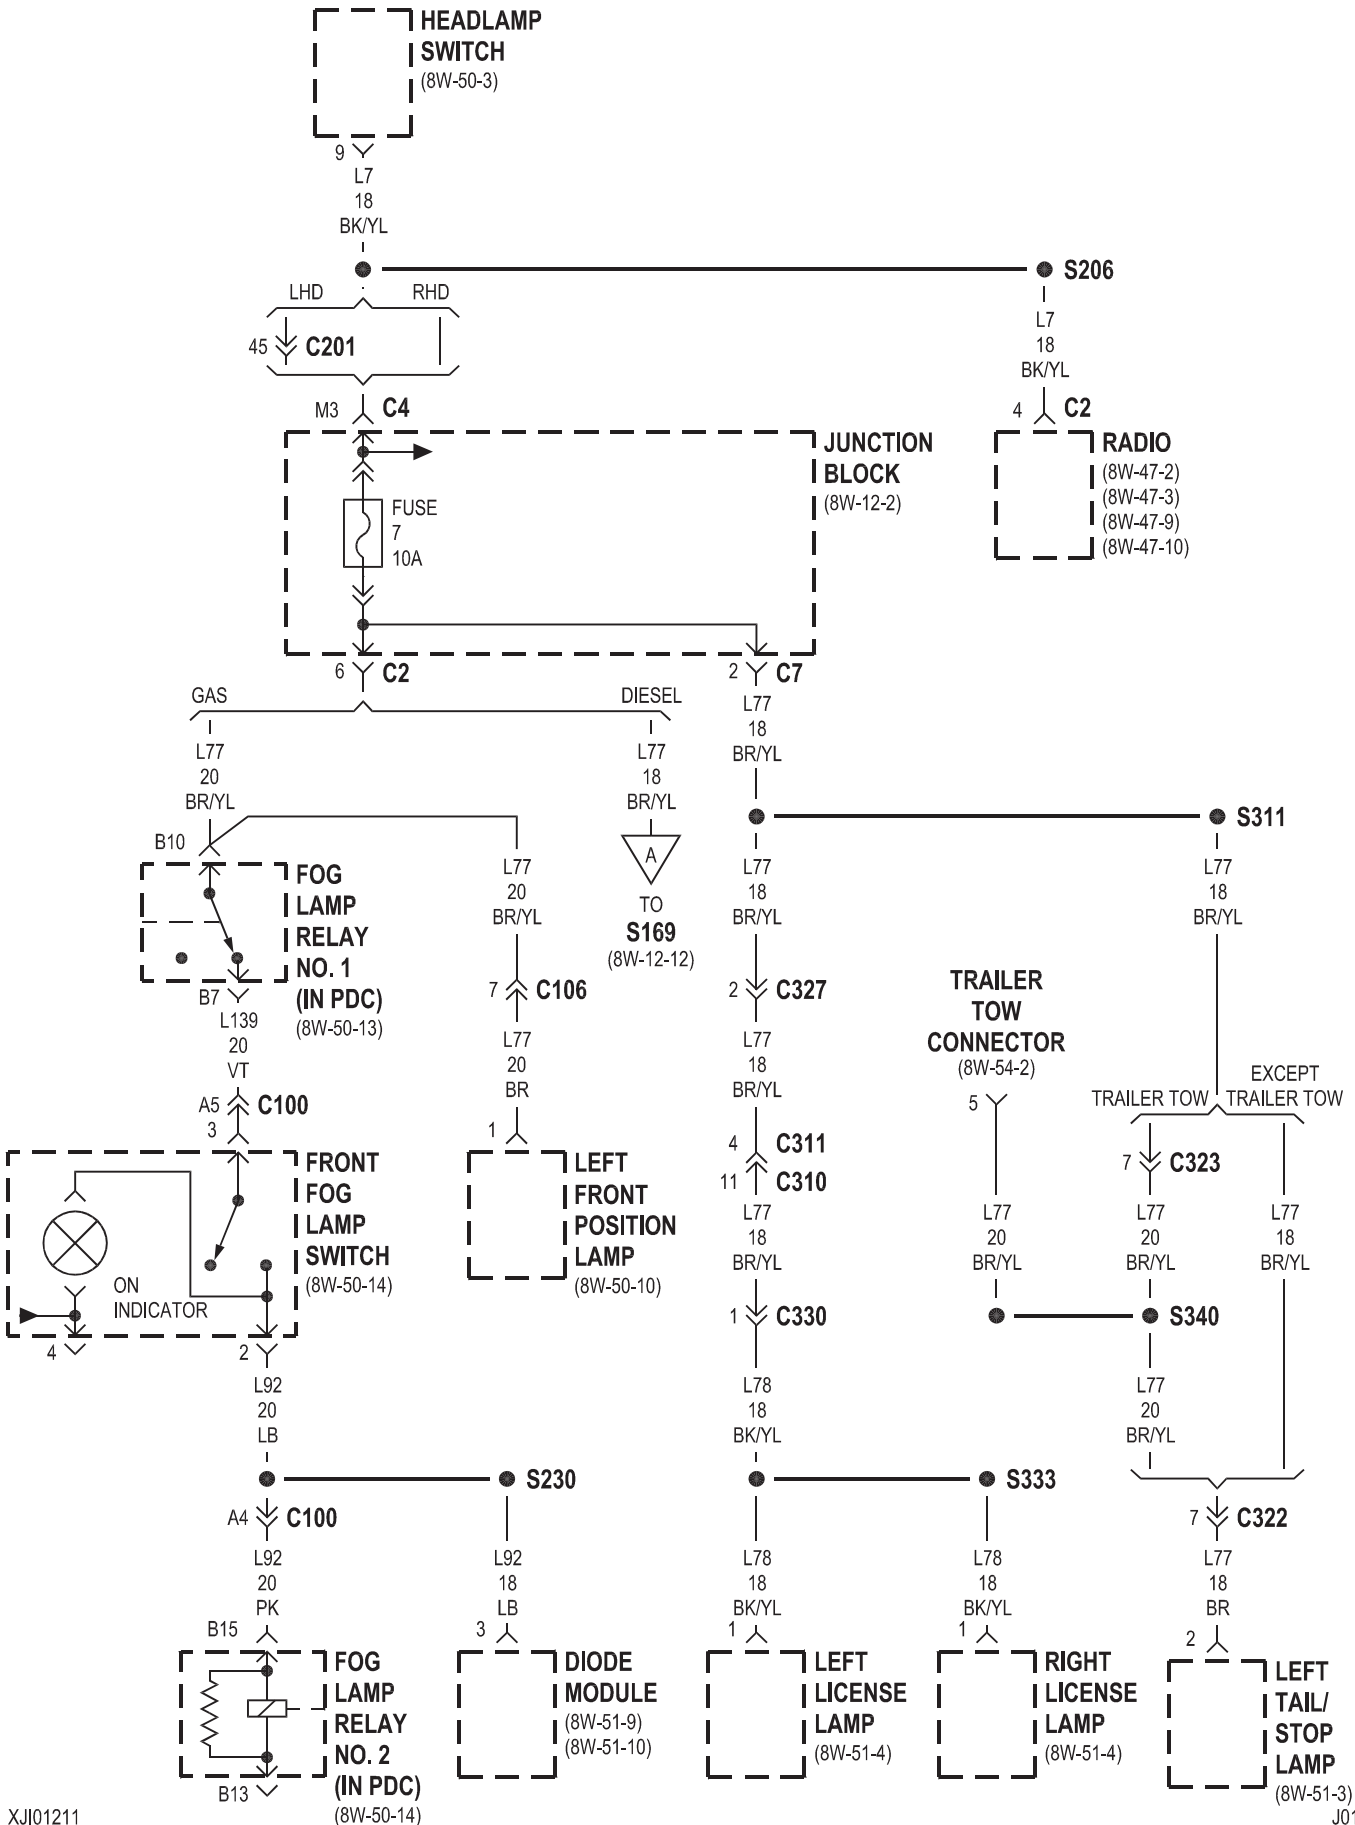 HEADLAMP
SWITCH
(8W-50-3)
9
L7
18
BK/YL
S206
LHD
RHD
45
C201
L7
18
BK/YL
M3
C4
4
C2
JUNCTION
BLOCK
(8W-12-2)
RADIO
(8W-47-2)
(8W-47-3)
(8W-47-9)
(8W-47-10)
FUSE
7
10A
6
C2
2
C7
GAS
DIESEL
L77
20
BR/YL
L77
18
BR/YL
L77
18
BR/YL
S311
B10
A
TO
S169
(8W-12-12)
L77
20
BR/YL
L77
18
BR/YL
L77
18
BR/YL
FOG
LAMP
RELAY
NO. 1
(IN PDC)
(8W-50-13)
7
C106
2
C327
TRAILER
TOW
CONNECTOR
(8W-54-2)
B7
L139
20
VT
L77
20
BR
L77
18
BR/YL
5
TRAILER TOW
EXCEPT
TRAILER TOW
A5
C100
3
1
4
C311
11
C310
7
C323
FRONT
FOG
LAMP
SWITCH
(8W-50-14)
ON
INDICATOR
LEFT
FRONT
POSITION
LAMP
(8W-50-10)
L77
18
BR/YL
L77
20
BR/YL
L77
20
BR/YL
L77
18
BR/YL
1
C330
S340
4
2
L92
20
LB
L78
18
BK/YL
L77
20
BR/YL
S230
S333
A4
C100
7
C322
L92
20
PK
L92
18
LB
L78
18
BK/YL
L78
18
BK/YL
L77
18
BR
B15
3
1
1
2
FOG
LAMP
RELAY
NO. 2
(IN PDC)
(8W-50-14)
DIODE
MODULE
(8W-51-9)
(8W-51-10)
LEFT
LICENSE
LAMP
(8W-51-4)
RIGHT
LICENSE
LAMP
(8W-51-4)
LEFT
TAIL/
STOP
LAMP
(8W-51-3)
B13
XJI01211
J01